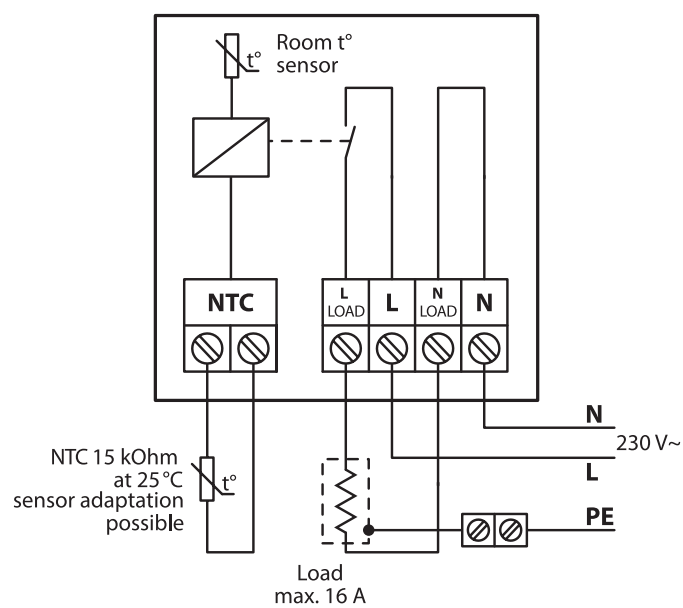 Room t°
sensor
t°
NTC
L
LOAD
L
N
LOAD
N
N
230 V~
L
PE
NTC 15 kOhm
at 25 °C
sensor adaptation
possible
t°
Load
max. 16 A